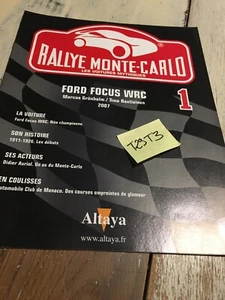 RALLYE MONTE-CARLO
LES VOITURES MYTHIQUES
FORD FOCUS WRC
Marcus Grönholm / Timo Rautiainen
2007
1
LA VOITURE
Ford Focus WRC. Née championne
SON HISTOIRE
1911-1926. Les débuts
T29T3
SES ACTEURS
Didier Auriol. Un as du Monte-Carlo
EN COULISSES
Automobile Club de Monaco. Des courses empreintes de glamour
Altaya
www.altaya.fr